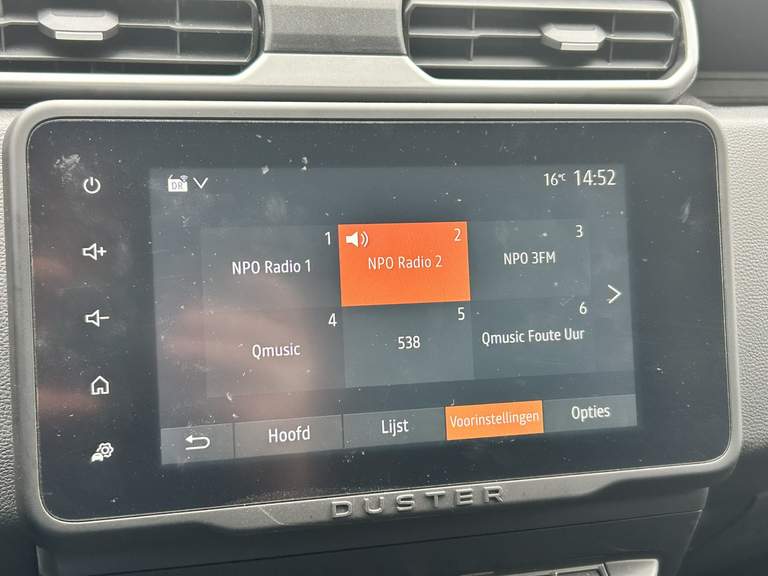 DR
16°C 14:52
1
NPO Radio 1
2
NPO Radio 2
3
NPO 3FM
4
Qmusic
5
538
6
Qmusic Foute Uur
Hoofd
Lijst
Voorinstellingen
Opties
DUSTER